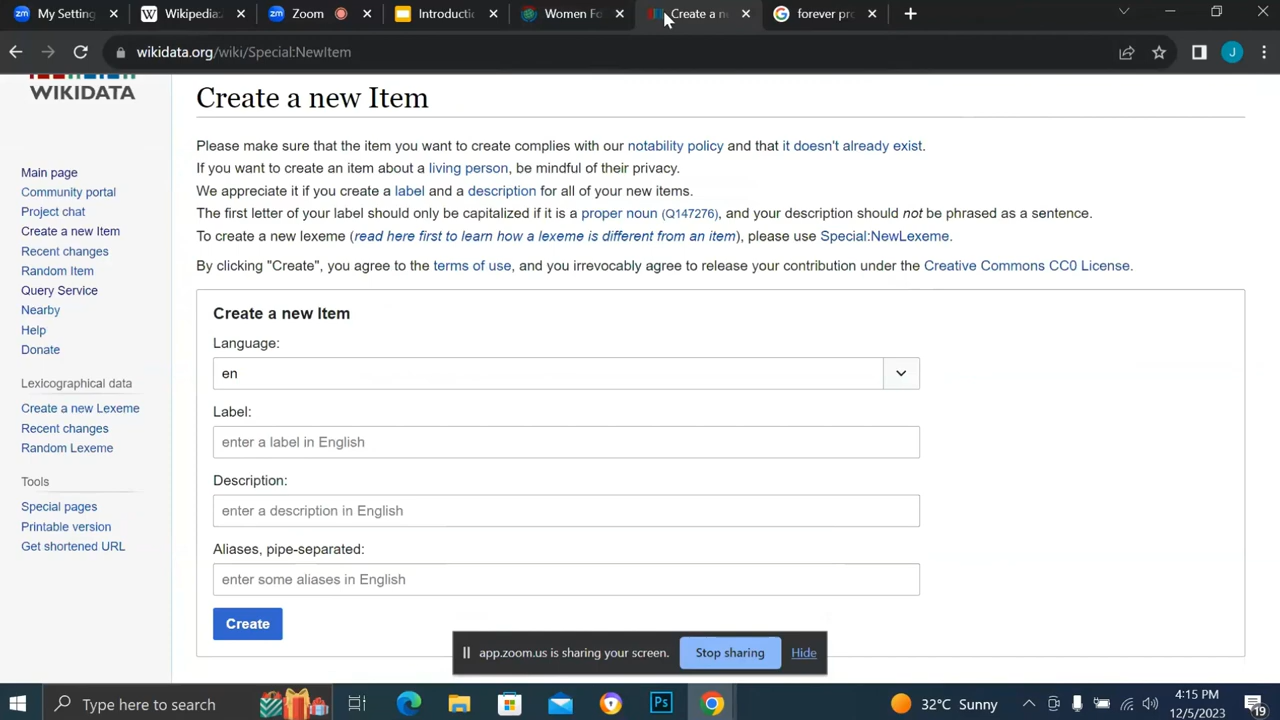 My Setting
Wikipedia:
Zoom
Introductio
Women Fo
Create a ne
forever pro
wikidata.org/wiki/Special:NewItem
J
WIKIDATA
Main page
Community portal
Project chat
Create a new Item
Recent changes
Random Item
Query Service
Nearby
Help
Donate
Lexicographical data
Create a new Lexeme
Recent changes
Random Lexeme
Tools
Special pages
Printable version
Get shortened URL
Create a new Item
Please make sure that the item you want to create complies with our notability policy and that it doesn't already exist.
If you want to create an item about a living person, be mindful of their privacy.
We appreciate it if you create a label and a description for all of your new items.
The first letter of your label should only be capitalized if it is a proper noun (Q147276), and your description should not be phrased as a sentence.
To create a new lexeme (read here first to learn how a lexeme is different from an item), please use Special:NewLexeme.
By clicking "Create", you agree to the terms of use, and you irrevocably agree to release your contribution under the Creative Commons CC0 License.
Create a new Item
Language:
en
Label:
enter a label in English
Description:
enter a description in English
Aliases, pipe-separated:
enter some aliases in English
Create
app.zoom.us is sharing your screen.
Stop sharing
Hide
Type here to search
Ps
32°C Sunny
4:15 PM
12/5/2023
19